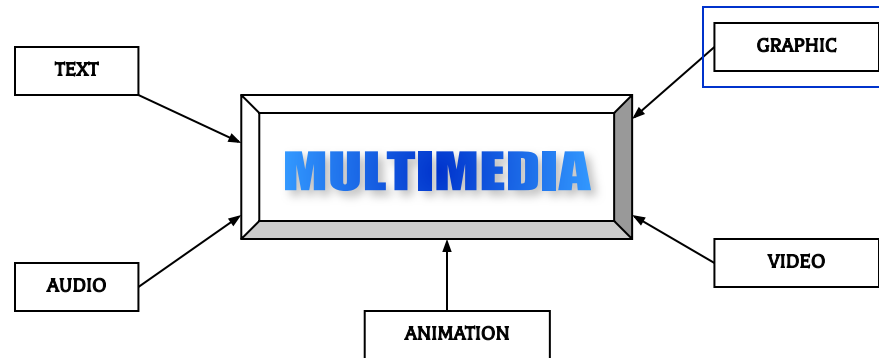 GRAPHIC
TEXT
MULTIMEDIA
VIDEO
AUDIO
ANIMATION